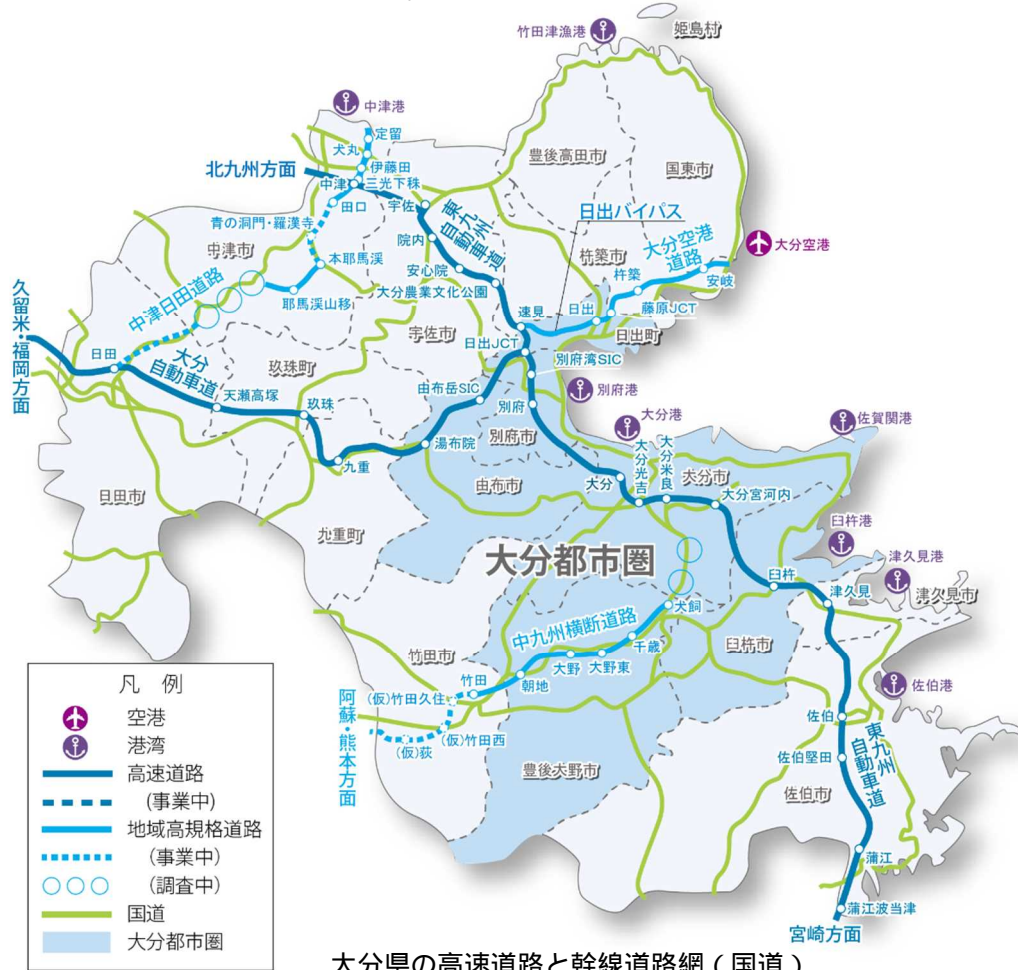 竹田津漁港
姫島村
中津港
定留
犬丸
伊藤田
北九州方面
中津
三光下秣
田口
宇佐
豊後高田市
国東市
青の洞門・羅漢寺
中津市
院内
東九州自動車道
日出バイパス
杵築市
大分空港道路
大分空港
安心院
杵築
安岐
本耶馬渓
中津日田道路
大分農業文化公園
耶馬渓山移
速見
日出
藤原JCT
久留米・福岡方面
宇佐市
日出JCT
日出町
日田
大分自動車道
玖珠町
別府湾SIC
由布岳SIC
別府港
天瀬高塚
玖珠
別府
大分港
佐賀関港
別府市
湯布院
九重
大分光吉
大分米良
大分市
日田市
由布市
大分
大分宮河内
九重町
臼杵港
大分都市圏
津久見港
臼杵
津久見
津久見市
犬飼
中九州横断道路
千歳
臼杵市
竹田市
大野
大野東
朝地
竹田
(仮)竹田久住
佐伯港
阿蘇・熊本方面
(仮)竹田西
(仮)荻
佐伯
東九州自動車道
佐伯堅田
豊後大野市
佐伯市
蒲江
蒲江波当津
宮崎方面
凡 例
空港
港湾
高速道路
(事業中)
地域高規格道路
(事業中)
(調査中)
国道
大分都市圏
大分県の高速道路と幹線道路網(国道)